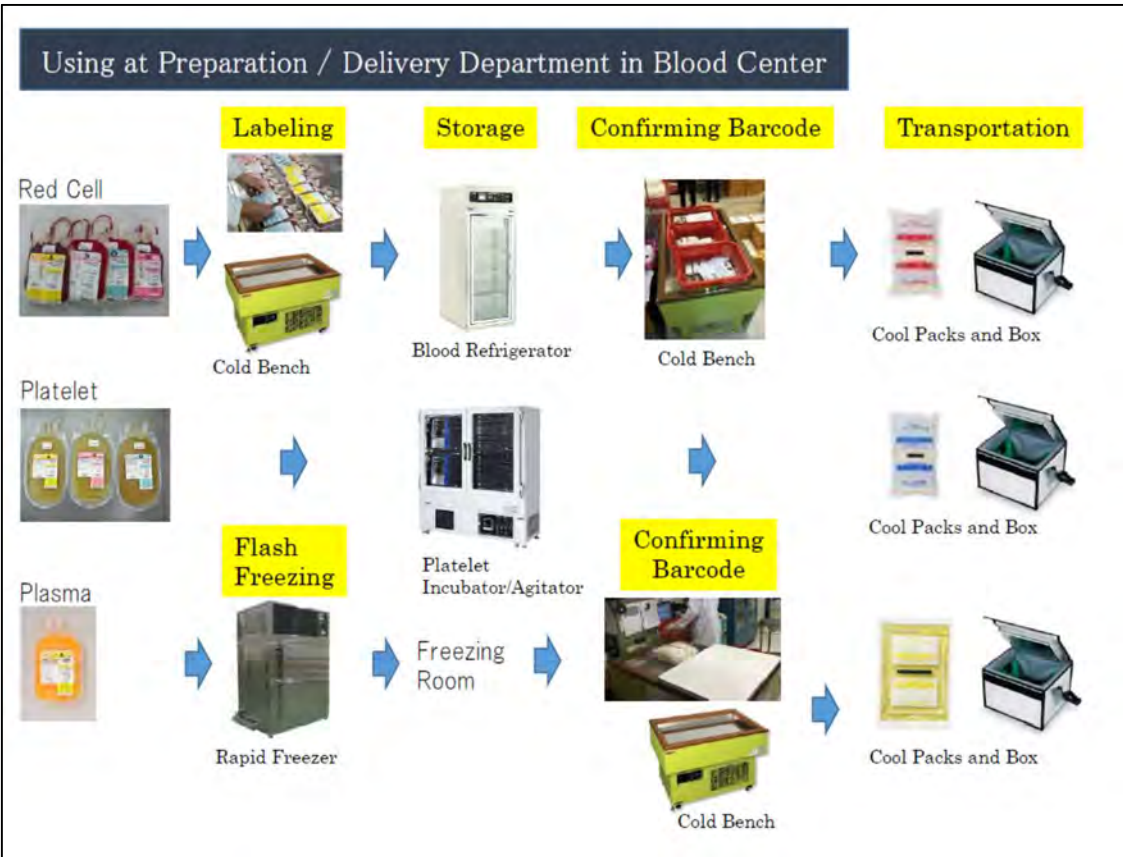 Using at Preparation / Delivery Department in Blood Center
Labeling
Storage
Confirming Barcode
Transportation
Red Cell
Cold Bench
Blood Refrigerator
Cold Bench
Cool Packs and Box
Platelet
Platelet
Incubator/Agitator
Cool Packs and Box
Plasma
Flash
Freezing
Rapid Freezer
Freezing
Room
Confirming
Barcode
Cold Bench
Cool Packs and Box